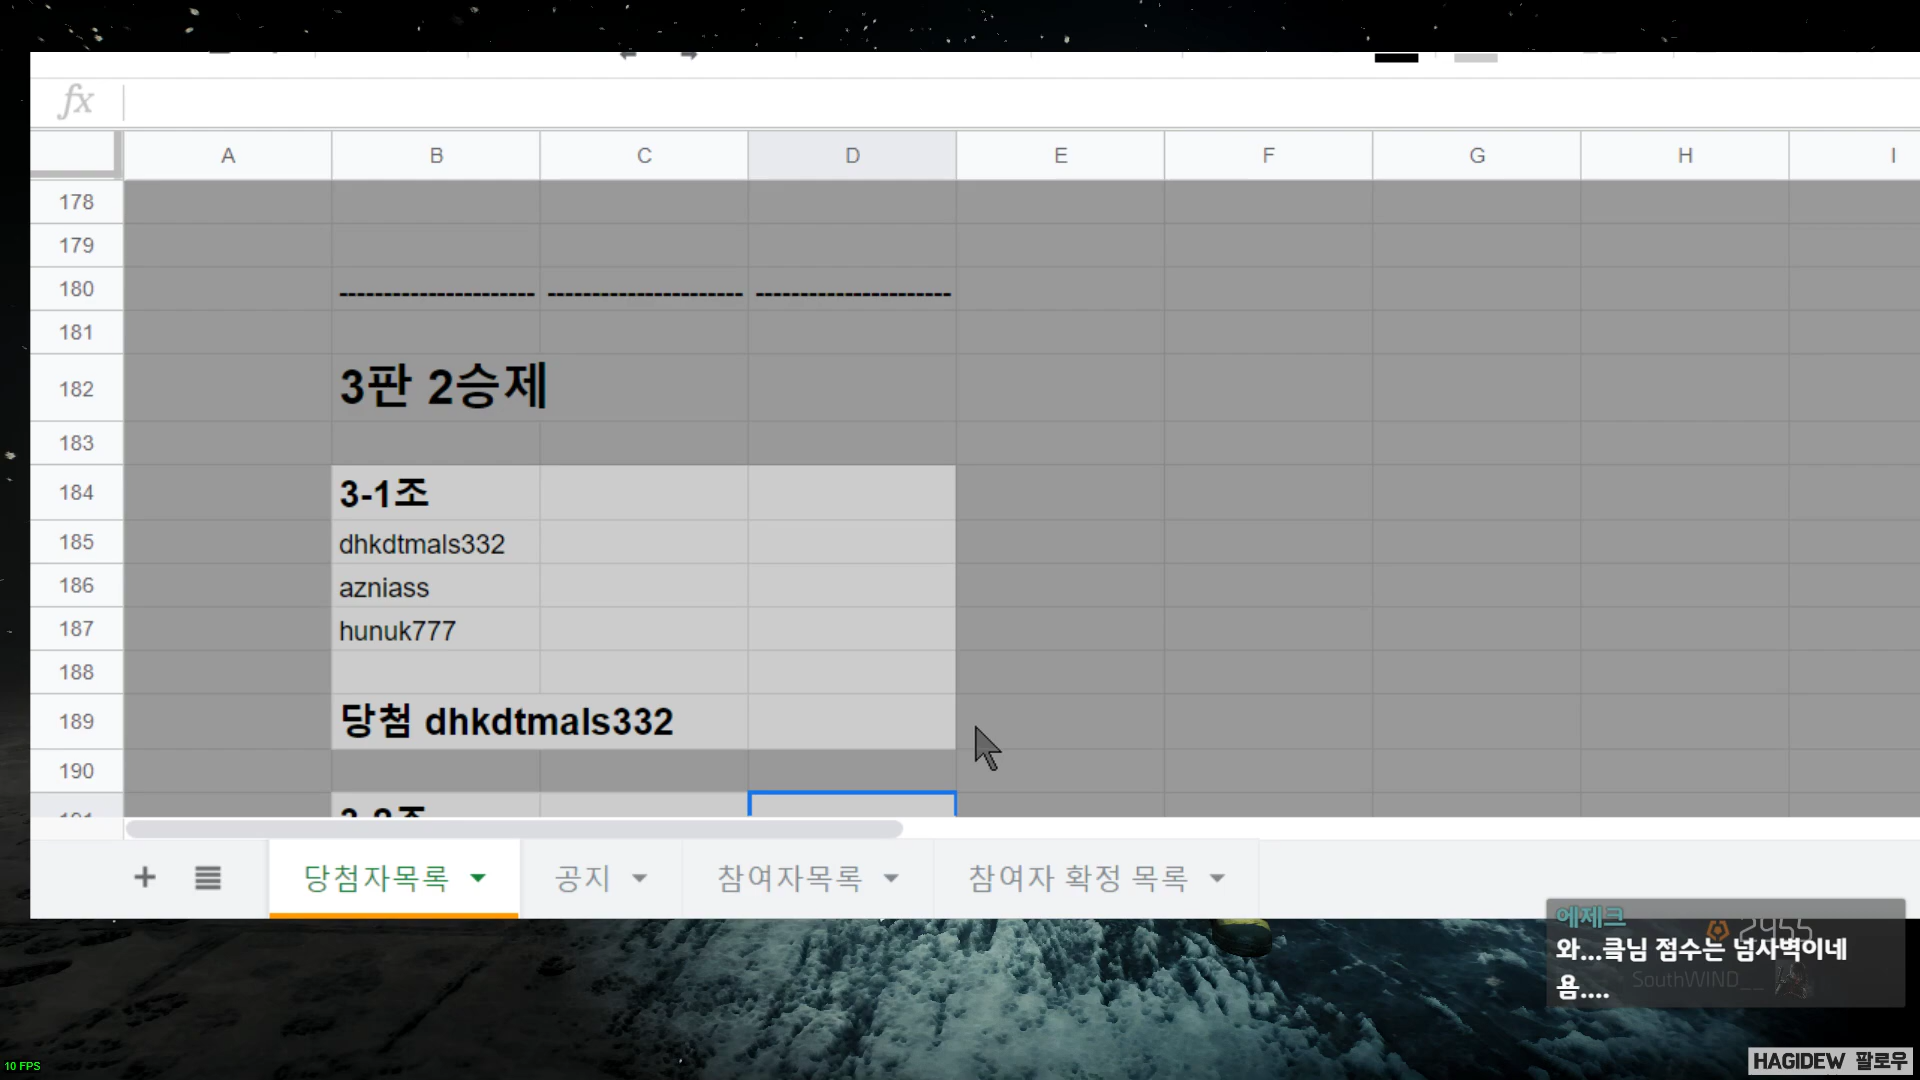 fx
A B C D E F G H I
178
179
180 ---------------------- ---------------------- ----------------------
181
182 3판 2승제
183
184 3-1조
185 dhkdtmals332
186 azniass
187 hunuk777
188
189 당첨 dhkdtmals332
190
당첨자목록 공지 참여자목록 참여자 확정 목록
에제크
2955
와...큭님 점수는 넘사벽이네
욤....
SouthWIND__
10 FPS
HAGIDEW 팔로우